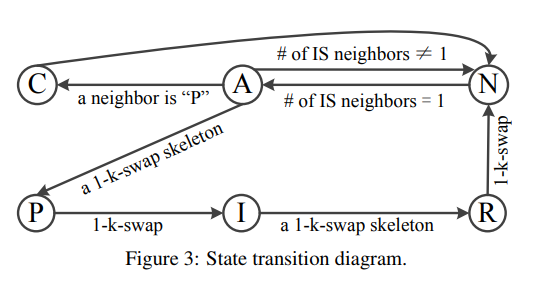 # of IS neighbors ≠ 1
C
A
N
a neighbor is “P”
# of IS neighbors = 1
a 1-k-swap skeleton
1-k-swap
P
I
R
1-k-swap
a 1-k-swap skeleton
Figure 3: State transition diagram.